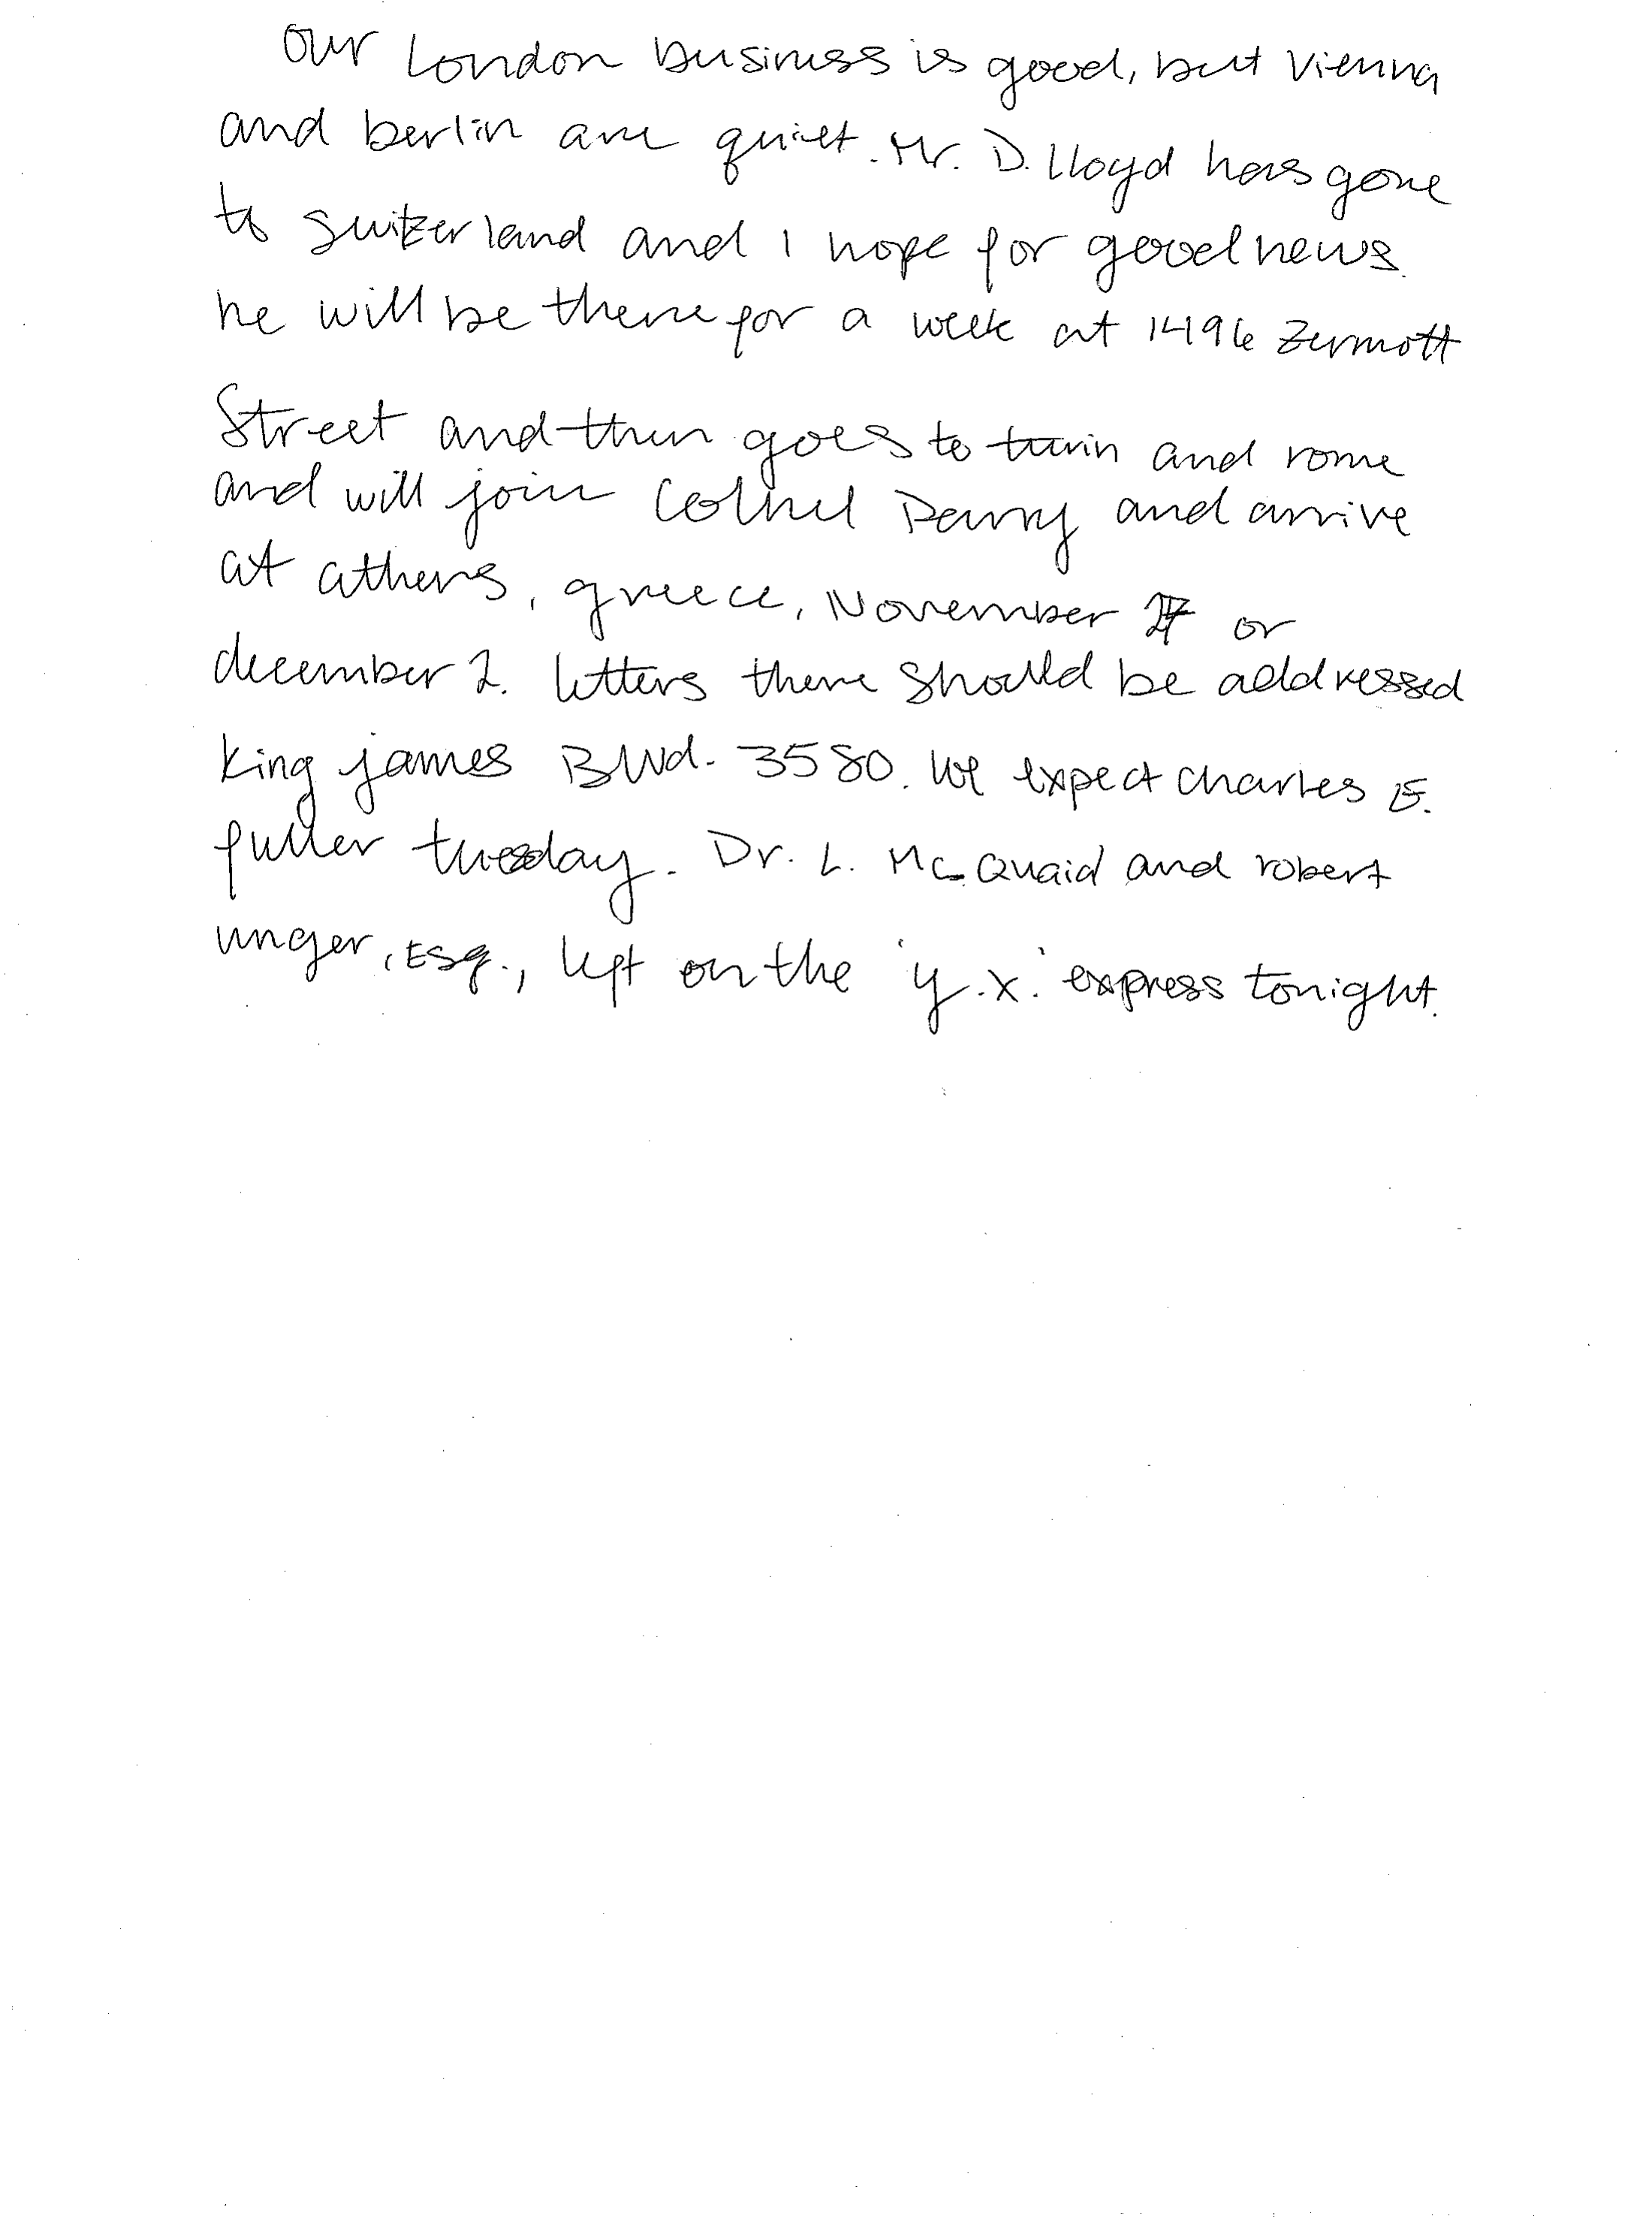 Our London business is good, but Vienna
and berlin are quiet. Mr. D. Lloyd has gone
to switzerland and I hope for good news.
he will be there for a week at 1496 Zermott
Street and then goes to turin and rome
and will join Colnel Parry and arrive
at athens, greece, November 27 or
december 2. letters there should be addressed
King james Blvd. 3580. We expect charles E.
fuller tuesday. Dr. L. McQuaid and robert
unger, Esq., left on the 'y.x.' express tonight.